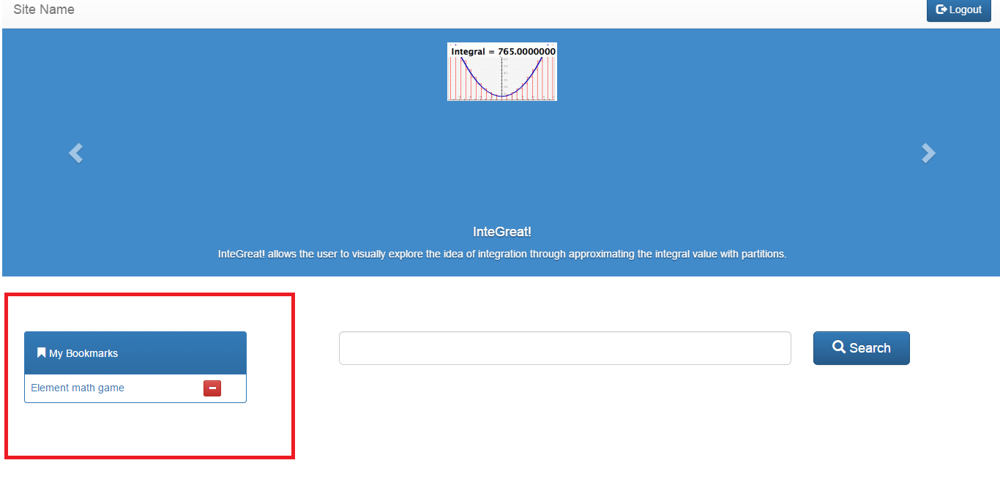 Site Name
Logout
Integral = 765.0000000
InteGreat!
InteGreat! allows the user to visually explore the idea of integration through approximating the integral value with partitions.
My Bookmarks
Search
Element math game